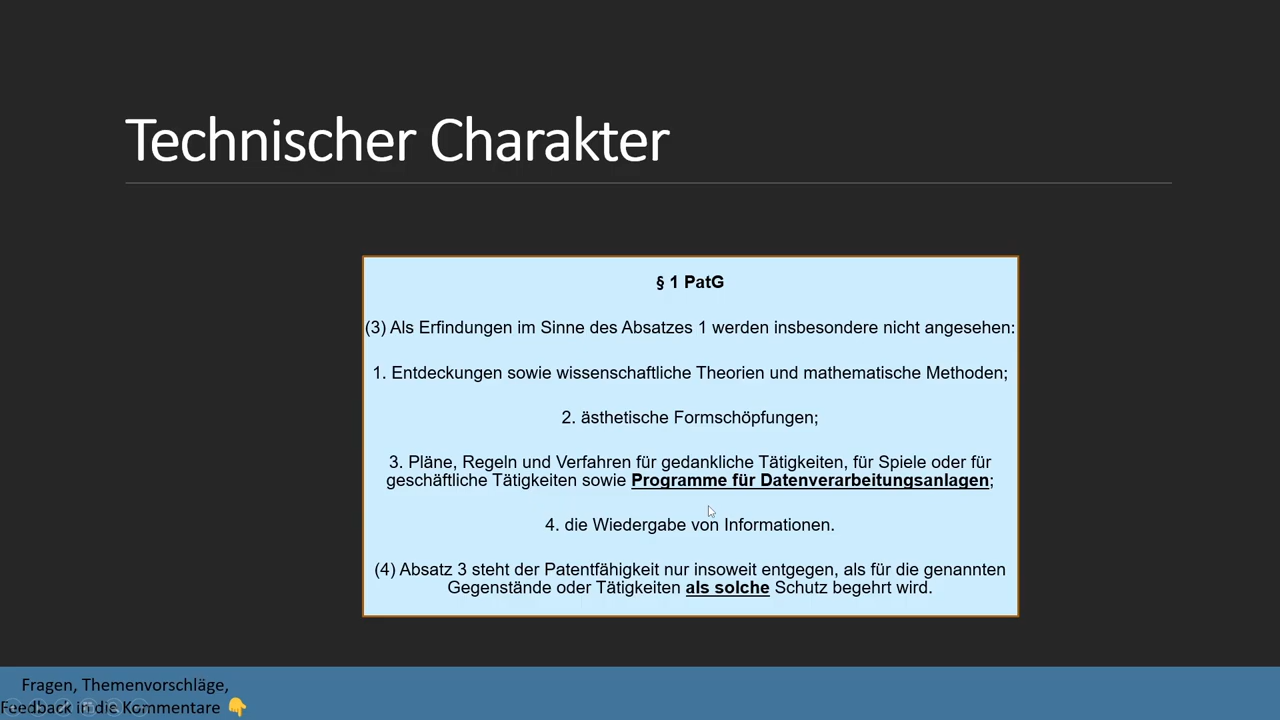 Technischer Charakter
§ 1 PatG
(3) Als Erfindungen im Sinne des Absatzes 1 werden insbesondere nicht angesehen:
1. Entdeckungen sowie wissenschaftliche Theorien und mathematische Methoden;
2. ästhetische Formschöpfungen;
3. Pläne, Regeln und Verfahren für gedankliche Tätigkeiten, für Spiele oder für
geschäftliche Tätigkeiten sowie Programme für Datenverarbeitungsanlagen;
4. die Wiedergabe von Informationen.
(4) Absatz 3 steht der Patentfähigkeit nur insoweit entgegen, als für die genannten
Gegenstände oder Tätigkeiten als solche Schutz begehrt wird.
Fragen, Themenvorschläge,
Feedback in die Kommentare 👇